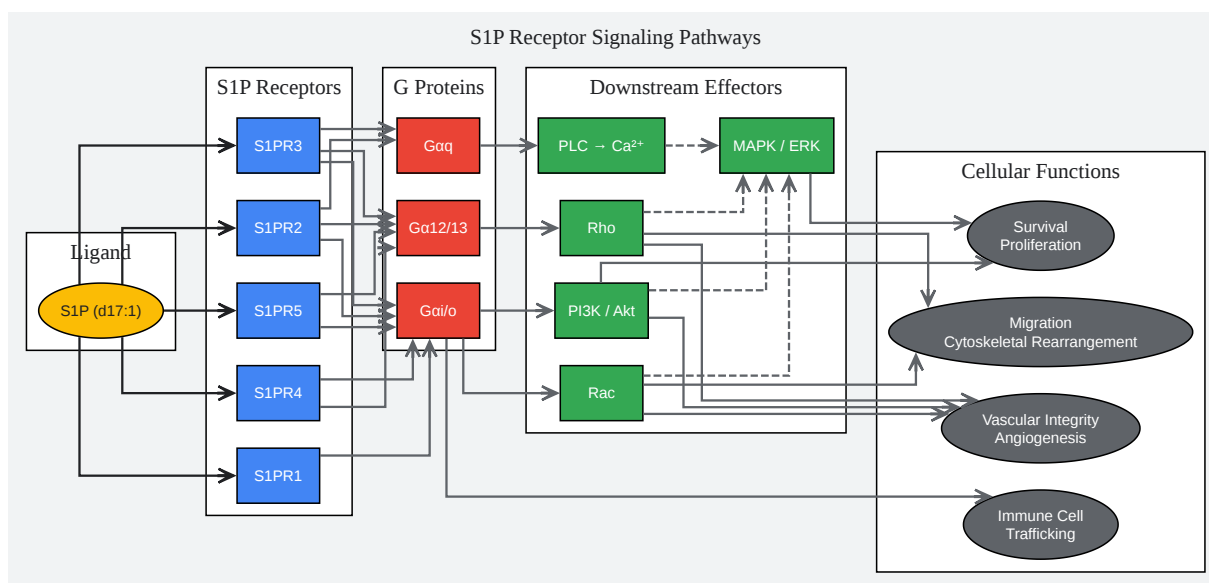 S1P Receptor Signaling Pathways
Ligand
S1P (d17:1)
S1P Receptors
S1PR3
S1PR2
S1PR5
S1PR4
S1PR1
G Proteins
Gαq
Gα12/13
Gαi/o
Downstream Effectors
PLC → Ca²⁺
MAPK / ERK
Rho
PI3K / Akt
Rac
Cellular Functions
Survival
Proliferation
Migration
Cytoskeletal Rearrangement
Vascular Integrity
Angiogenesis
Immune Cell
Trafficking